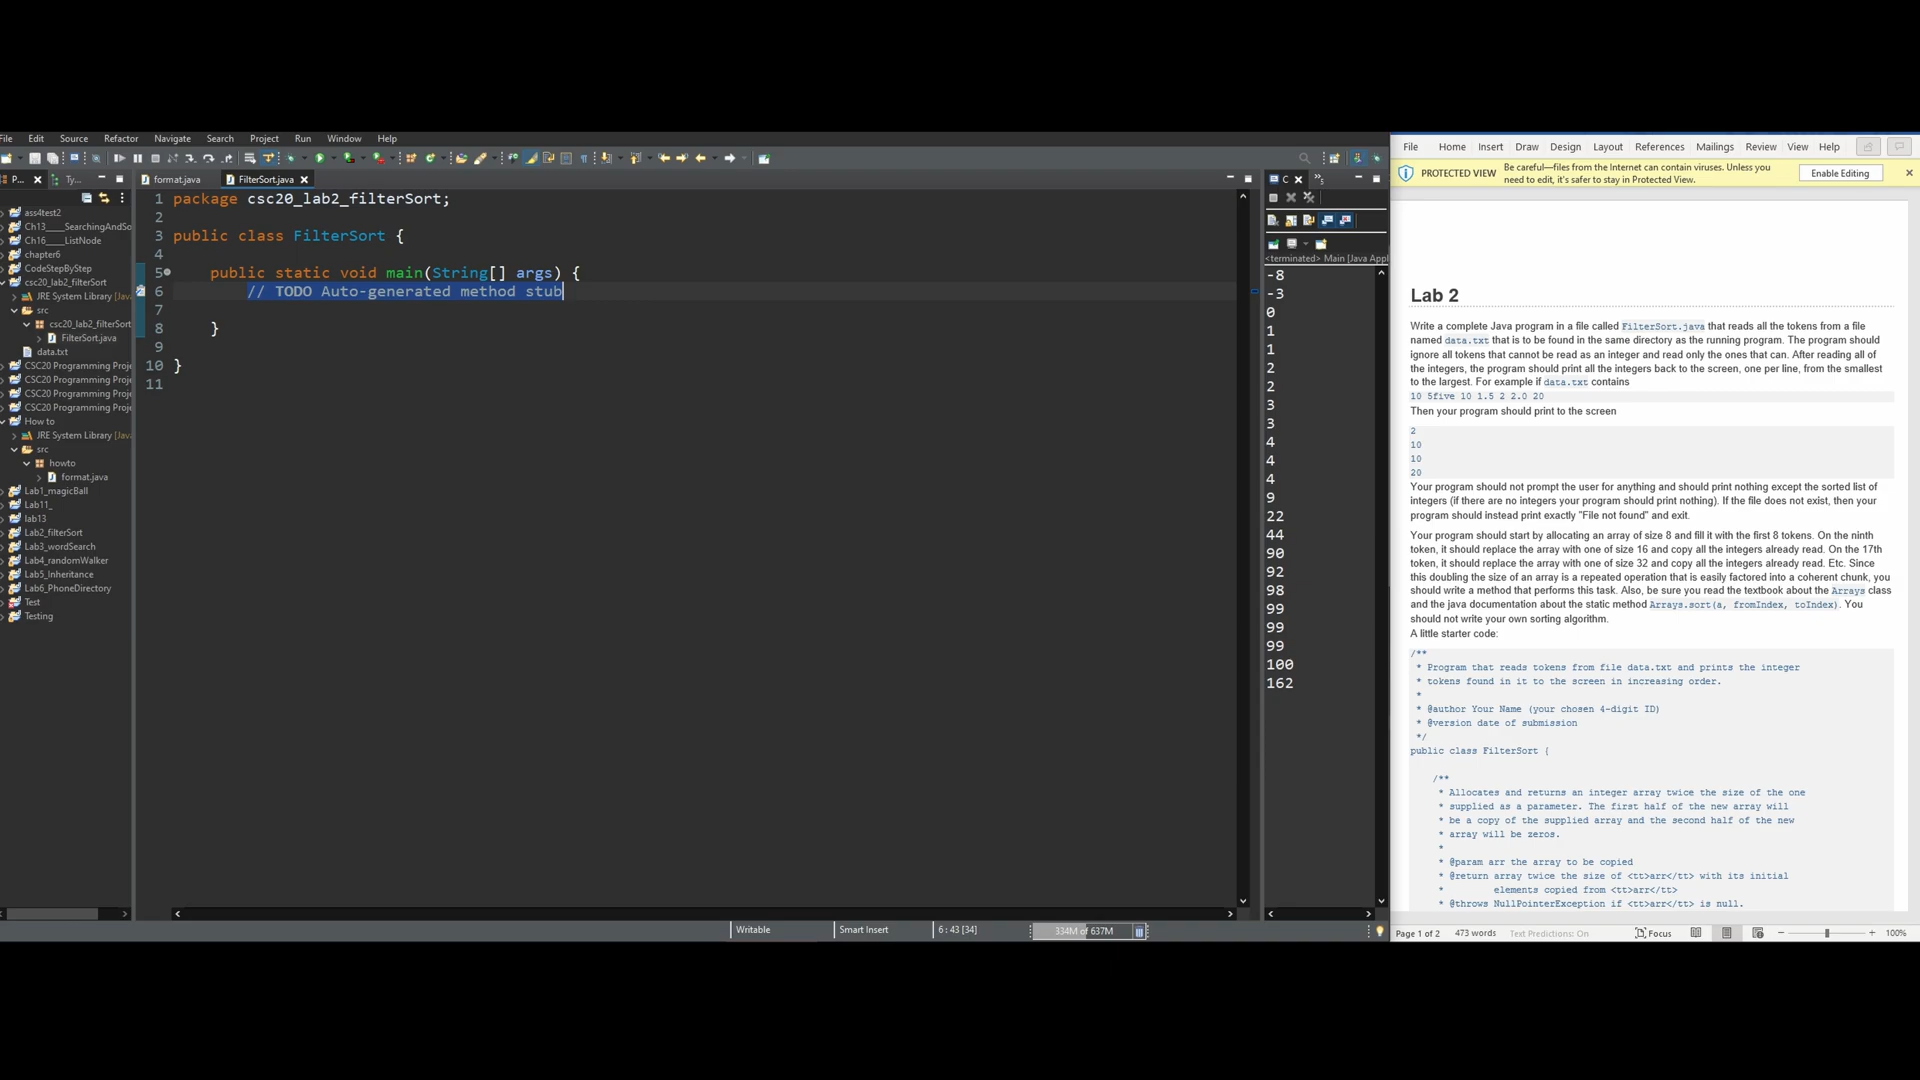 File Edit Source Refactor Navigate Search Project Run Window Help
P...
Ty...
format.java
FilterSort.java
ass4test2
Ch13____SearchingAndSo
Ch16____ListNode
chapter6
CodeStepByStep
csc20_lab2_filterSort
JRE System Library [Java
src
csc20_lab2_filterSort
FilterSort.java
data.txt
CSC20 Programming Proje
CSC20 Programming Proje
CSC20 Programming Proje
CSC20 Programming Proje
How to
JRE System Library [Java
src
howto
format.java
Lab1_magicBall
Lab11_
lab13
Lab2_filterSort
Lab3_wordSearch
Lab4_randomWalker
Lab5_Inheritance
Lab6_PhoneDirectory
Test
Testing
1 package csc20_lab2_filterSort;
2
3 public class FilterSort {
4
5 public static void main(String[] args) {
6 // TODO Auto-generated method stub
7
8 }
9
10 }
11
Writable
Smart Insert
6 : 43 [34]
334M of 637M
C
<terminated> Main [Java Appl
-8
-3
0
1
1
2
2
3
3
4
4
4
9
22
44
90
92
98
99
99
99
100
162
File Home Insert Draw Design Layout References Mailings Review View Help
PROTECTED VIEW Be careful—files from the Internet can contain viruses. Unless you
need to edit, it's safer to stay in Protected View.
Enable Editing
Lab 2
Write a complete Java program in a file called FilterSort.java that reads all the tokens from a file
named data.txt that is to be found in the same directory as the running program. The program should
ignore all tokens that cannot be read as an integer and read only the ones that can. After reading all of
the integers, the program should print all the integers back to the screen, one per line, from the smallest
to the largest. For example if data.txt contains
10 5five 10 1.5 2 2.0 20
Then your program should print to the screen
2
10
10
20
Your program should not prompt the user for anything and should print nothing except the sorted list of
integers (if there are no integers your program should print nothing). If the file does not exist, then your
program should instead print exactly "File not found" and exit.
Your program should start by allocating an array of size 8 and fill it with the first 8 tokens. On the ninth
token, it should replace the array with one of size 16 and copy all the integers already read. On the 17th
token, it should replace the array with one of size 32 and copy all the integers already read. Etc. Since
this doubling the size of an array is a repeated operation that is easily factored into a coherent chunk, you
should write a method that performs this task. Also, be sure you read the textbook about the Arrays class
and the java documentation about the static method Arrays.sort(a, fromIndex, toIndex). You
should not write your own sorting algorithm.
A little starter code:
/**
* Program that reads tokens from file data.txt and prints the integer
* tokens found in it to the screen in increasing order.
*
* @author Your Name (your chosen 4-digit ID)
* @version date of submission
*/
public class FilterSort {
/**
* Allocates and returns an integer array twice the size of the one
* supplied as a parameter. The first half of the new array will
* be a copy of the supplied array and the second half of the new
* array will be zeros.
*
* @param arr the array to be copied
* @return array twice the size of <tt>arr</tt> with its initial
* elements copied from <tt>arr</tt>
* @throws NullPointerException if <tt>arr</tt> is null.
Page 1 of 2
473 words
Text Predictions: On
Focus
100%